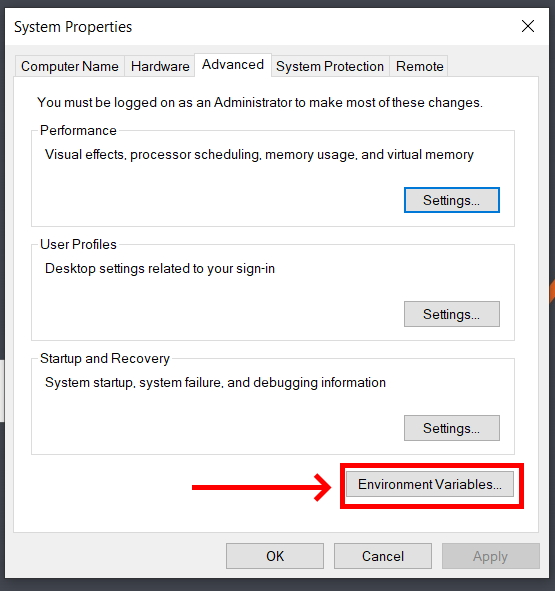 System Properties
Computer Name
Hardware
Advanced
System Protection
Remote
You must be logged on as an Administrator to make most of these changes.
Performance
Visual effects, processor scheduling, memory usage, and virtual memory
Settings...
User Profiles
Desktop settings related to your sign-in
Settings...
Startup and Recovery
System startup, system failure, and debugging information
Settings...
Environment Variables...
OK
Cancel
Apply